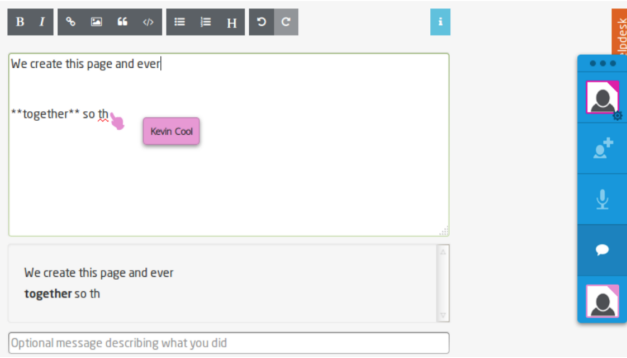 B I H i
lpdesk
We create this page and ever
**together** so th
Kevin Cool
We create this page and ever
together so th
Optional message describing what you did